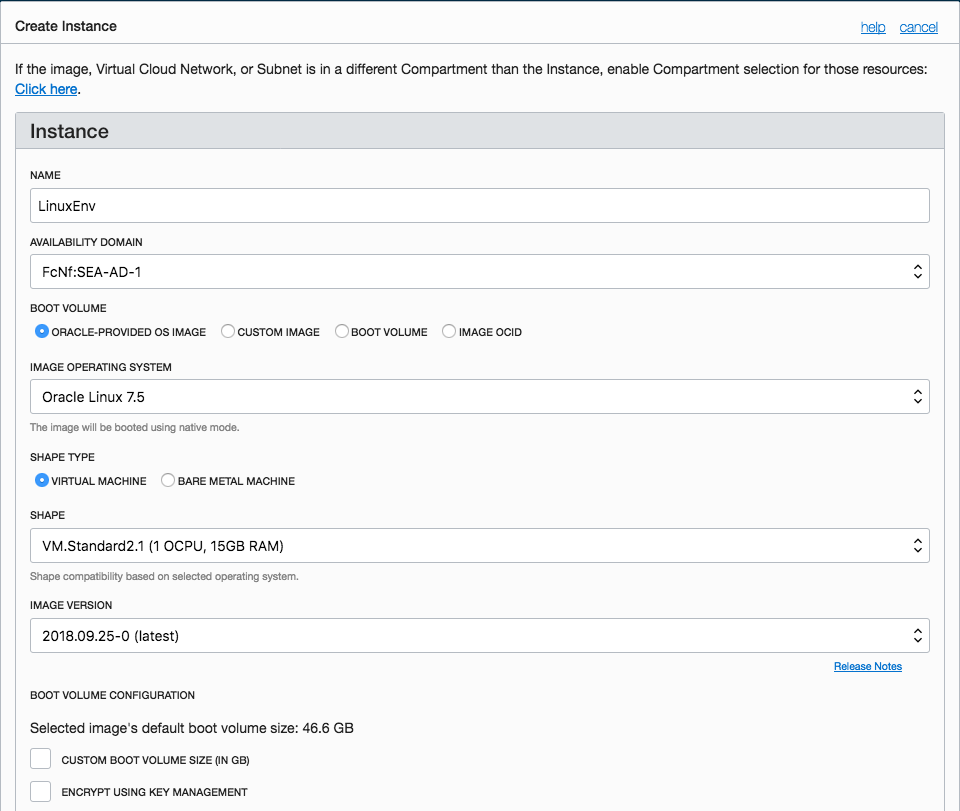 Create Instance
help cancel
If the image, Virtual Cloud Network, or Subnet is in a different Compartment than the Instance, enable Compartment selection for those resources:
Click here.
Instance
NAME
LinuxEnv
AVAILABILITY DOMAIN
FcNf:SEA-AD-1
BOOT VOLUME
ORACLE-PROVIDED OS IMAGE CUSTOM IMAGE BOOT VOLUME IMAGE OCID
IMAGE OPERATING SYSTEM
Oracle Linux 7.5
The image will be booted using native mode.
SHAPE TYPE
VIRTUAL MACHINE BARE METAL MACHINE
SHAPE
VM.Standard2.1 (1 OCPU, 15GB RAM)
Shape compatibility based on selected operating system.
IMAGE VERSION
2018.09.25-0 (latest)
Release Notes
BOOT VOLUME CONFIGURATION
Selected image's default boot volume size: 46.6 GB
CUSTOM BOOT VOLUME SIZE (IN GB)
ENCRYPT USING KEY MANAGEMENT